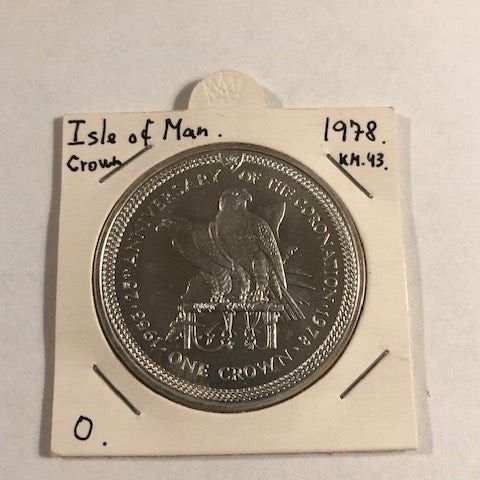 Isle of Man. 1978.
Crown KM.43.
1953·25TH ANNIVERSARY OF THE CORONATION·1978
·ONE CROWN·
O.